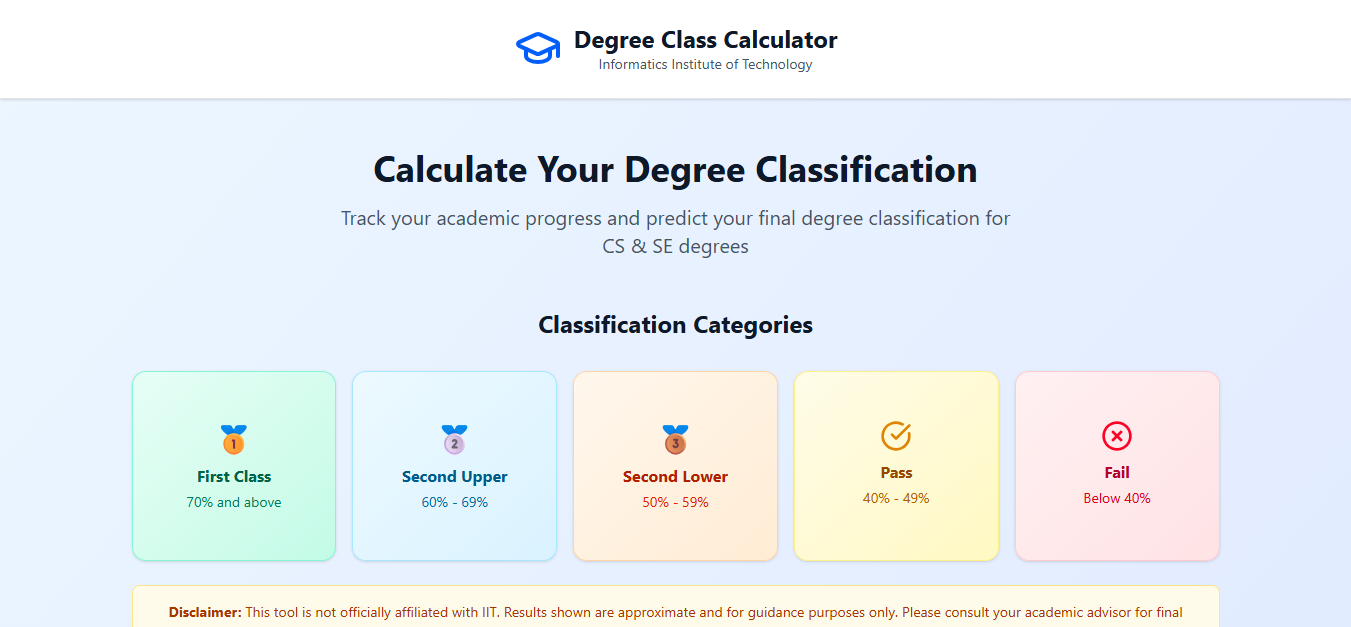 Degree Class Calculator
Informatics Institute of Technology
Calculate Your Degree Classification
Track your academic progress and predict your final degree classification for
CS & SE degrees
Classification Categories
1
First Class
70% and above
2
Second Upper
60% - 69%
3
Second Lower
50% - 59%
Pass
40% - 49%
Fail
Below 40%
Disclaimer: This tool is not officially affiliated with IIT. Results shown are approximate and for guidance purposes only. Please consult your academic advisor for final